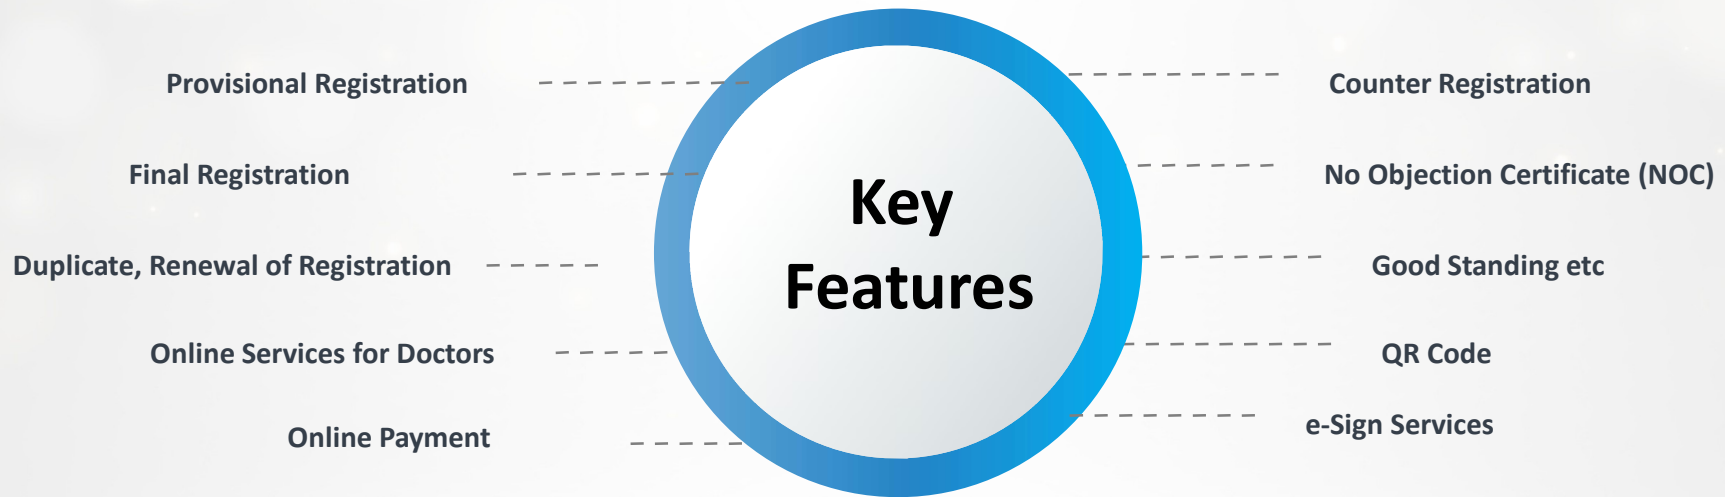 Provisional Registration
Final Registration
Duplicate, Renewal of Registration
Online Services for Doctors
Online Payment
Key
Features
Counter Registration
No Objection Certificate (NOC)
Good Standing etc
QR Code
e-Sign Services